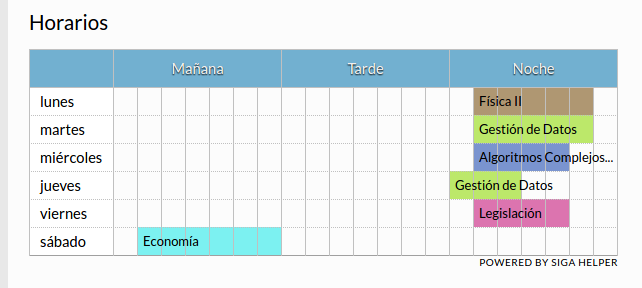 Horarios
Mañana Tarde Noche
lunes Física II
martes Gestión de Datos
miércoles Algoritmos Complejos...
jueves Gestión de Datos
viernes Legislación
sábado Economía
POWERED BY SIGA HELPER